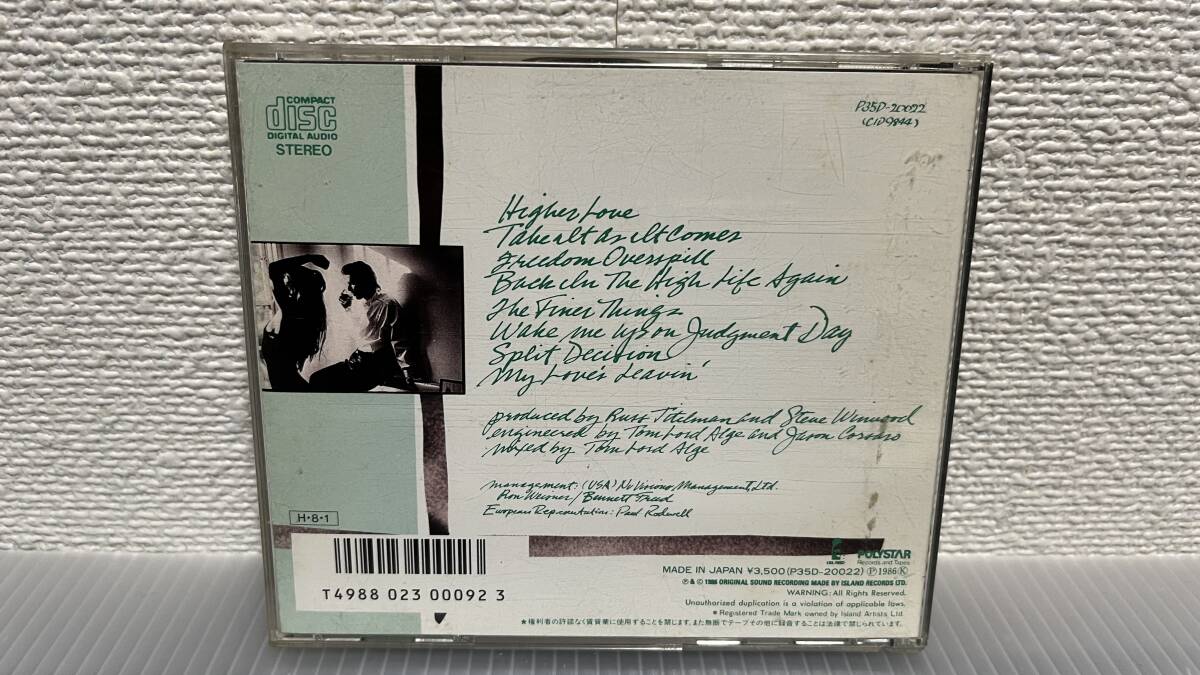 COMPACT
disc
DIGITAL AUDIO
STEREO
P35D-20022
(CID9844)
Higher Love
Take It As It Comes
Freedom Overspill
Back In The High Life Again
The Finer Things
Wake Me Up on Judgment Day
Split Decision
My Love's Leavin'
produced by Russ Titelman and Steve Winwood
engineered by Tom Lord Alge and Jason Corsaro
mixed by Tom Lord Alge
management: (USA) NuVisions Management, Ltd.
Ron Weisner/Bennett Freed
European Representation: Paul Rodwell
H·8·1
POLYSTAR
Records and Tapes
MADE IN JAPAN ¥3,500 (P35D-20022) Ⓟ1986Ⓚ
Ⓟ & © 1986 ORIGINAL SOUND RECORDING MADE BY ISLAND RECORDS LTD.
WARNING: All Rights Reserved.
Unauthorized duplication is a violation of applicable laws.
● Registered Trade Mark owned by Island Artists Ltd.
★権利者の許諾なく賃貸業に使用することを禁じます。また無断でテープその他に録音することは法律で禁じられています。
T4988 023 00092 3